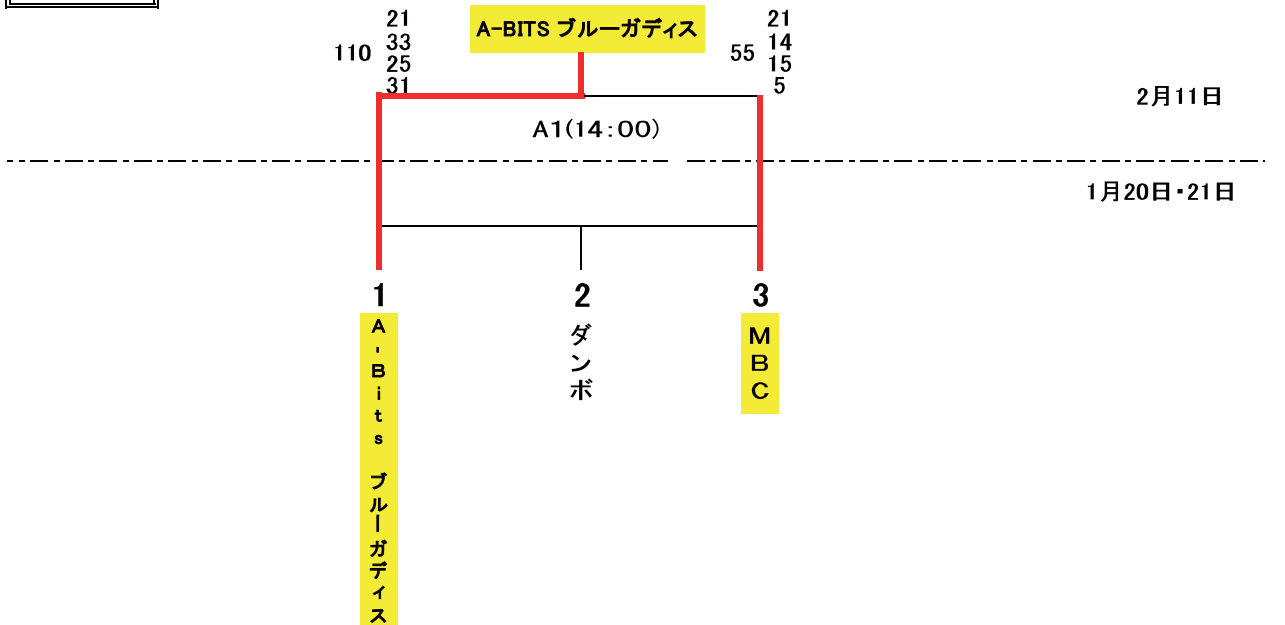 A-BITS ブルーガディス
110
21
33
25
31
55
21
14
15
5
2月11日
A1(14:00)
1月20日・21日
1
2
3
A-Bits ブルーガディス
ダンボ
MBC